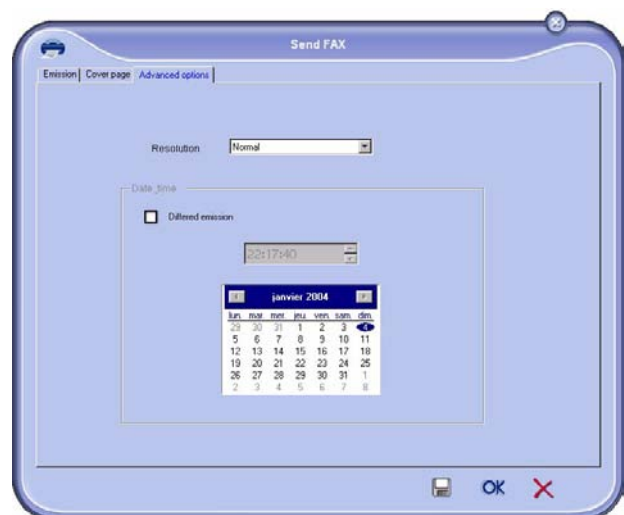 Send FAX
Emission Cover page Advanced options
Resolution Normal
Date_time
Differed emission
22:17:40
janvier 2004
lun. mar. mer. jeu. ven. sam. dim.
29 30 31 1 2 3 4
5 6 7 8 9 10 11
12 13 14 15 16 17 18
19 20 21 22 23 24 25
26 27 28 29 30 31 1
2 3 4 5 6 7 8
OK